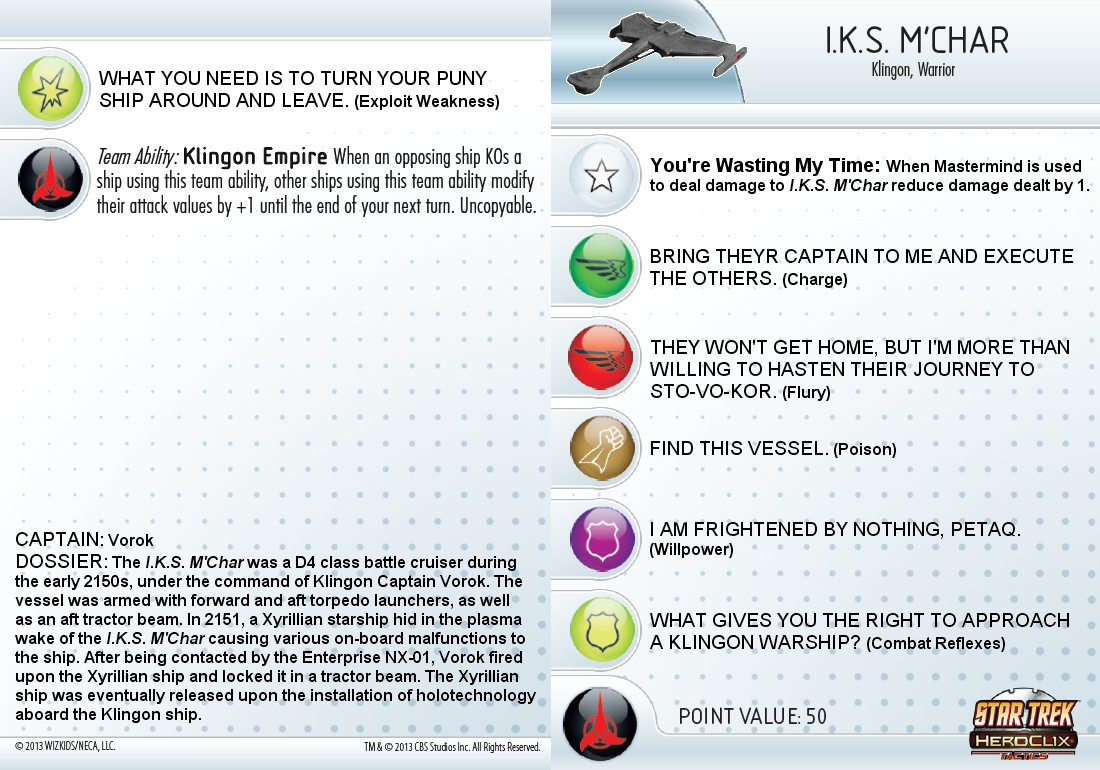 WHAT YOU NEED IS TO TURN YOUR PUNY
SHIP AROUND AND LEAVE. (Exploit Weakness)
Team Ability: Klingon Empire When an opposing ship KOs a
ship using this team ability, other ships using this team ability modify
their attack values by +1 until the end of your next turn. Uncopyable.
CAPTAIN: Vorok
DOSSIER: The I.K.S. M'Char was a D4 class battle cruiser during
the early 2150s, under the command of Klingon Captain Vorok. The
vessel was armed with forward and aft torpedo launchers, as well
as an aft tractor beam. In 2151, a Xyrillian starship hid in the plasma
wake of the I.K.S. M'Char causing various on-board malfunctions to
the ship. After being contacted by the Enterprise NX-01, Vorok fired
upon the Xyrillian ship and locked it in a tractor beam. The Xyrillian
ship was eventually released upon the installation of holotechnology
aboard the Klingon ship.
© 2013 WIZKIDS/NECA, LLC.
TM & © 2013 CBS Studios Inc. All Rights Reserved.
I.K.S. M'CHAR
Klingon, Warrior
You're Wasting My Time: When Mastermind is used
to deal damage to I.K.S. M'Char reduce damage dealt by 1.
BRING THEYR CAPTAIN TO ME AND EXECUTE
THE OTHERS. (Charge)
THEY WON'T GET HOME, BUT I'M MORE THAN
WILLING TO HASTEN THEIR JOURNEY TO
STO-VO-KOR. (Flury)
FIND THIS VESSEL. (Poison)
I AM FRIGHTENED BY NOTHING, PETAQ.
(Willpower)
WHAT GIVES YOU THE RIGHT TO APPROACH
A KLINGON WARSHIP? (Combat Reflexes)
POINT VALUE: 50
STAR TREK
HEROCLIX
TACTICS